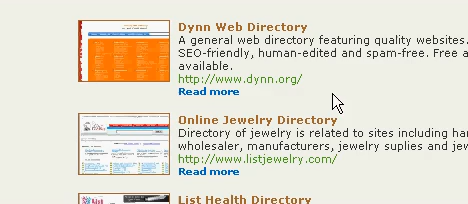 Dynn Web Directory
A general web directory featuring quality websites.
SEO-friendly, human-edited and spam-free. Free a
available.
http://www.dynn.org/
Read more
Online Jewelry Directory
Directory of jewelry is related to sites including ha
wholesaler, manufacturers, jewelry suplies and jew
http://www.listjewelry.com/
Read more
List Health Directory